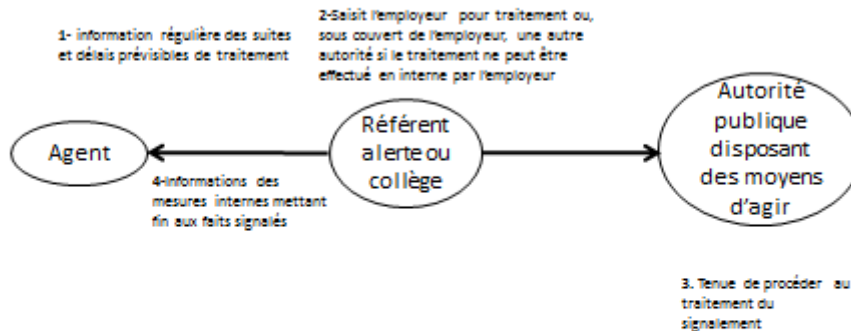 1- information régulière des suites
et délais prévisibles de traitement
2-Saisit l'employeur pour traitement ou,
sous couvert de l'employeur, une autre
autorité si le traitement ne peut être
effectué en interne par l'employeur
Agent
Référent
alerte ou
collège
Autorité
publique
disposant
des moyens
d'agir
4-Informations des
mesures internes mettant
fin aux faits signalés
3. Tenue de procéder au
traitement du
signalement